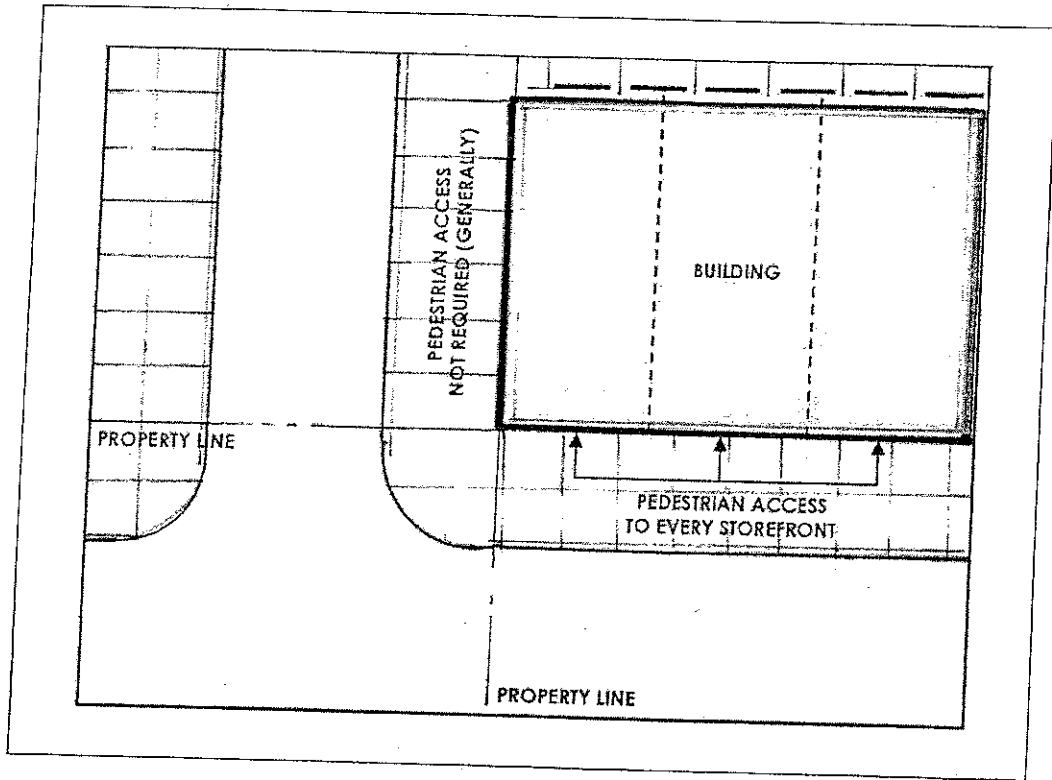 PEDESTRIAN ACCESS
NOT REQUIRED (GENERALLY)
BUILDING
PROPERTY LINE
PEDESTRIAN ACCESS
TO EVERY STOREFRONT
PROPERTY LINE